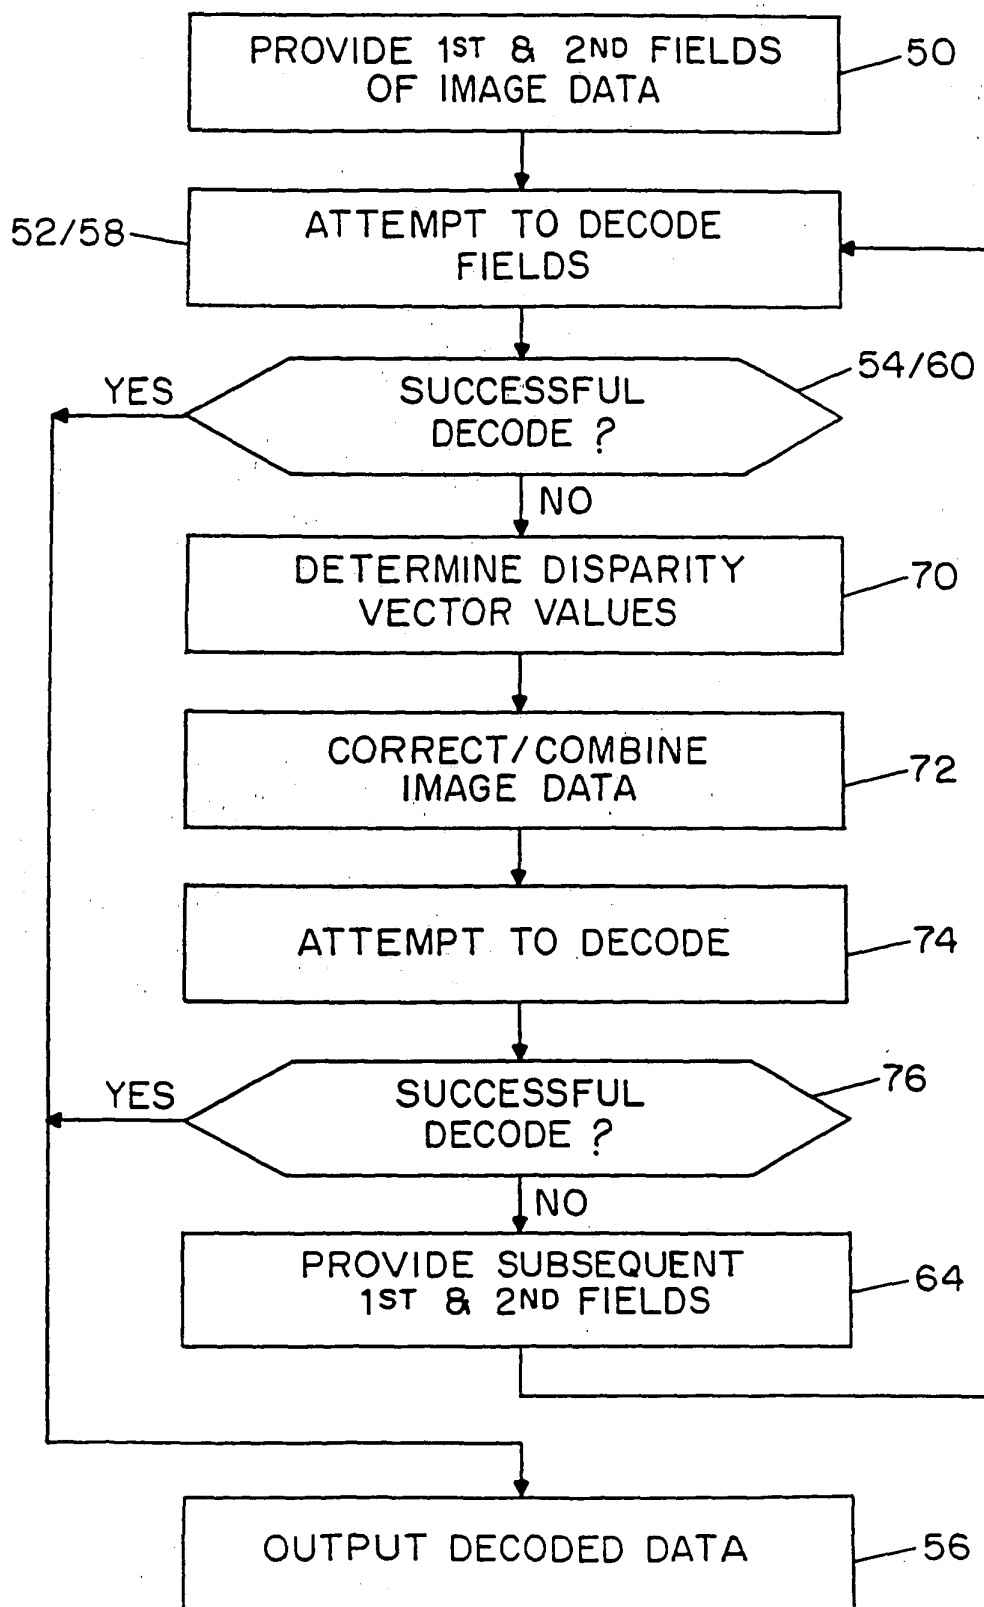 PROVIDE 1ST & 2ND FIELDS
OF IMAGE DATA
50
52/58
ATTEMPT TO DECODE
FIELDS
54/60
YES
SUCCESSFUL
DECODE ?
NO
DETERMINE DISPARITY
VECTOR VALUES
70
CORRECT/COMBINE
IMAGE DATA
72
ATTEMPT TO DECODE
74
YES
SUCCESSFUL
DECODE ?
76
NO
PROVIDE SUBSEQUENT
1ST & 2ND FIELDS
64
OUTPUT DECODED DATA
56